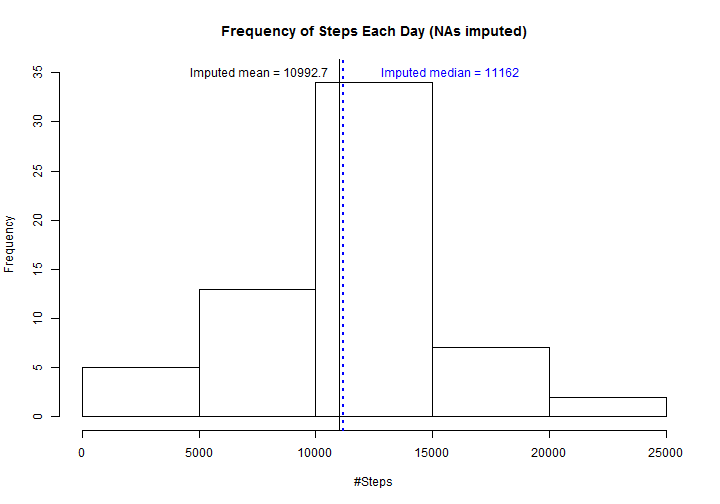 Frequency of Steps Each Day (NAs imputed)
Imputed mean = 10992.7
Imputed median = 11162
35
30
25
20
15
10
5
0
Frequency
0
5000
10000
15000
20000
25000
#Steps